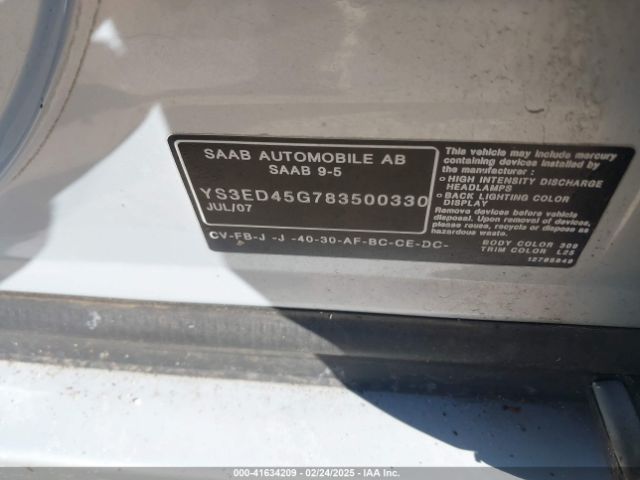 SAAB AUTOMOBILE AB
SAAB 9-5
YS3ED45G783500330
JUL/07
CV-FB-J -J -40-30-AF-BC-CE-DC-
This vehicle may include mercury
containing devices installed by
the manufacturer:
o HIGH INTENSITY DISCHARGE
HEADLAMPS
o BACK LIGHTING COLOR
DISPLAY
Remove devices before vehicle
disposal. Upon removal of devices,
please reuse, recycle or dispose as
hazardous waste.
BODY COLOR 309
TRIM COLOR L25
12785848
000-41634209 - 02/24/2025 - IAA Inc.